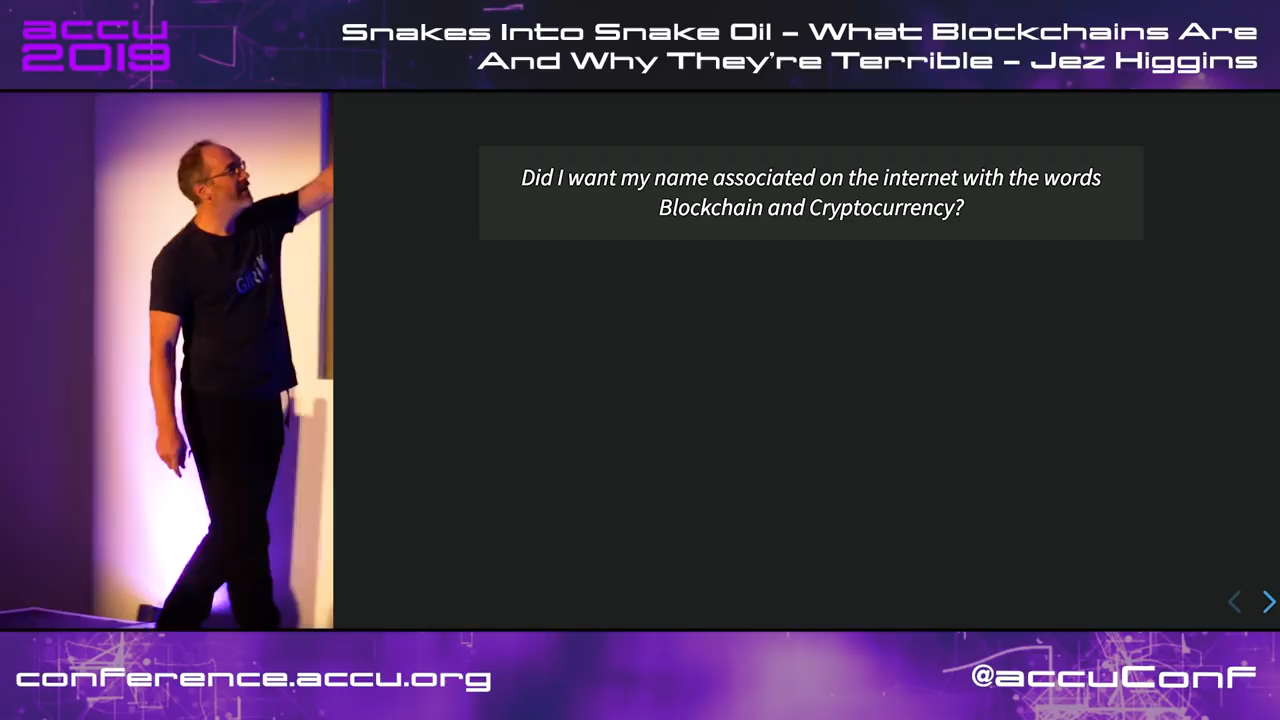 accu
2019
Snakes Into Snake Oil – What Blockchains Are
And Why They're Terrible – Jez Higgins
Did I want my name associated on the internet with the words
Blockchain and Cryptocurrency?
conference.accu.org
@accuConf